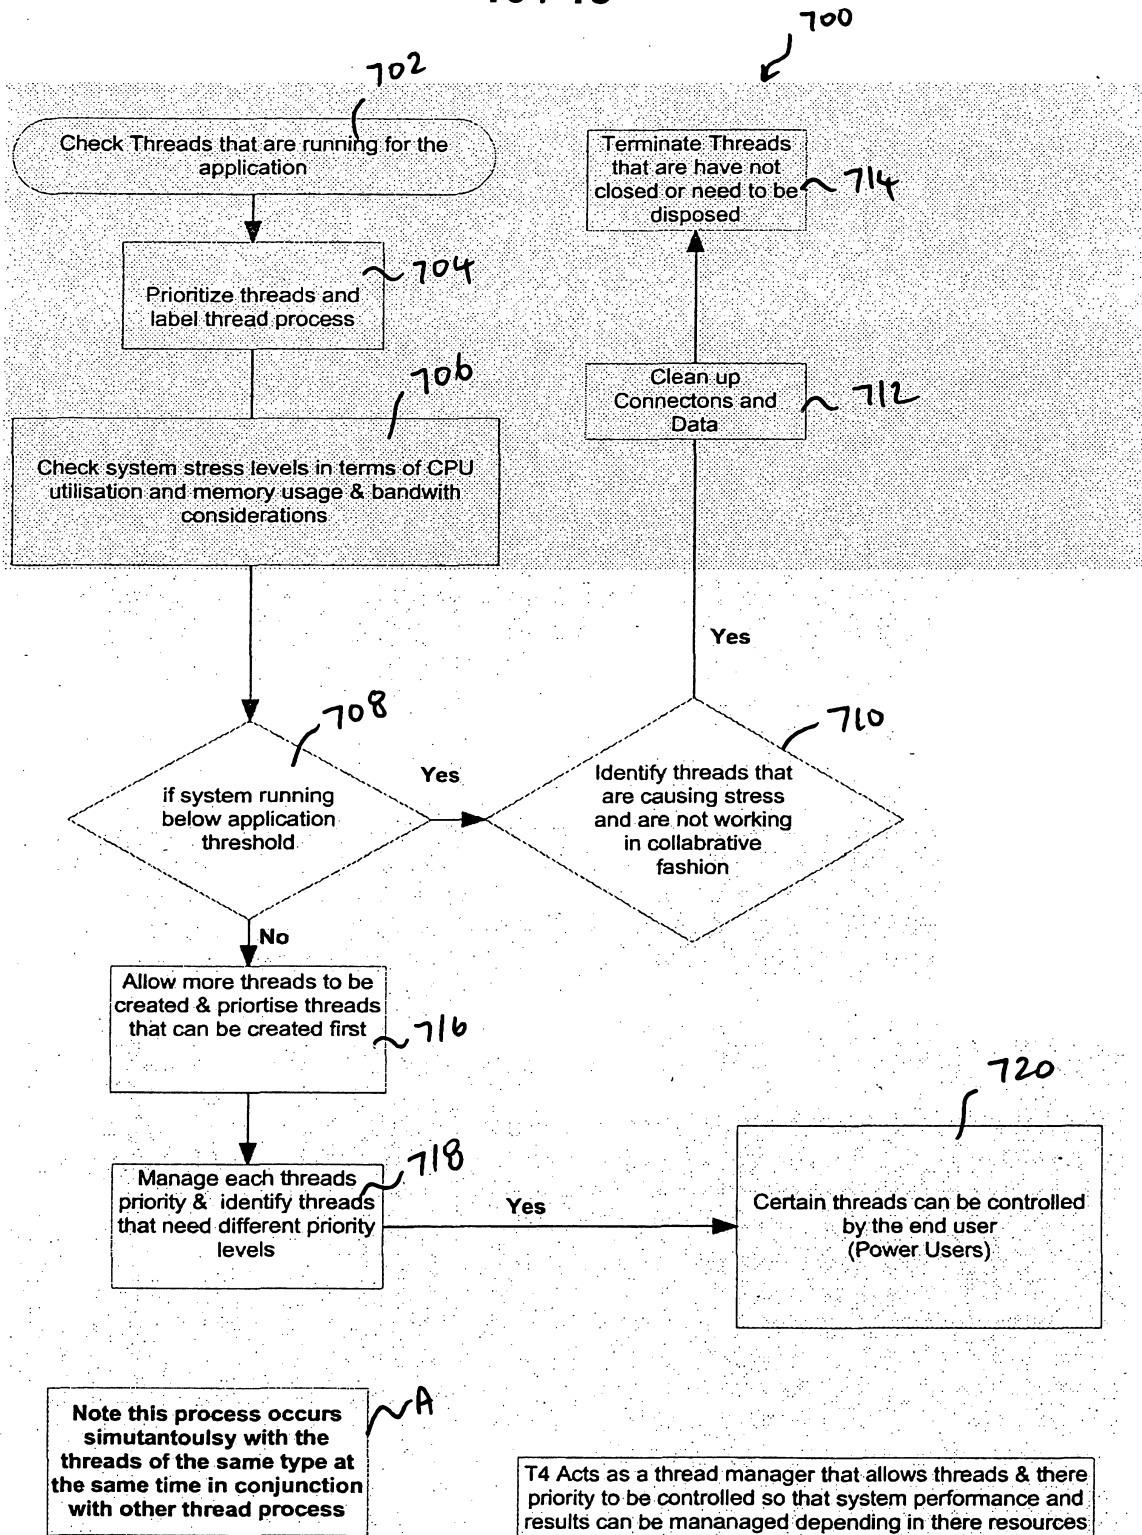 700
702
Check Threads that are running for the
application
Terminate Threads
that are have not
closed or need to be
disposed
714
704
Prioritize threads and
label thread process
706
Clean up
Connectons and
Data
712
Check system stress levels in terms of CPU
utilisation and memory usage & bandwith
considerations
Yes
708
710
if system running
below application
threshold
Yes
Identify threads that
are causing stress
and are not working
in collabrative
fashion
No
Allow more threads to be
created & priortise threads
that can be created first
716
720
718
Manage each threads
priority & identify threads
that need different priority
levels
Yes
Certain threads can be controlled
by the end user
(Power Users)
A
Note this process occurs
simutantoulsy with the
threads of the same type at
the same time in conjunction
with other thread process
T4 Acts as a thread manager that allows threads & there
priority to be controlled so that system performance and
results can be mananaged depending in there resources